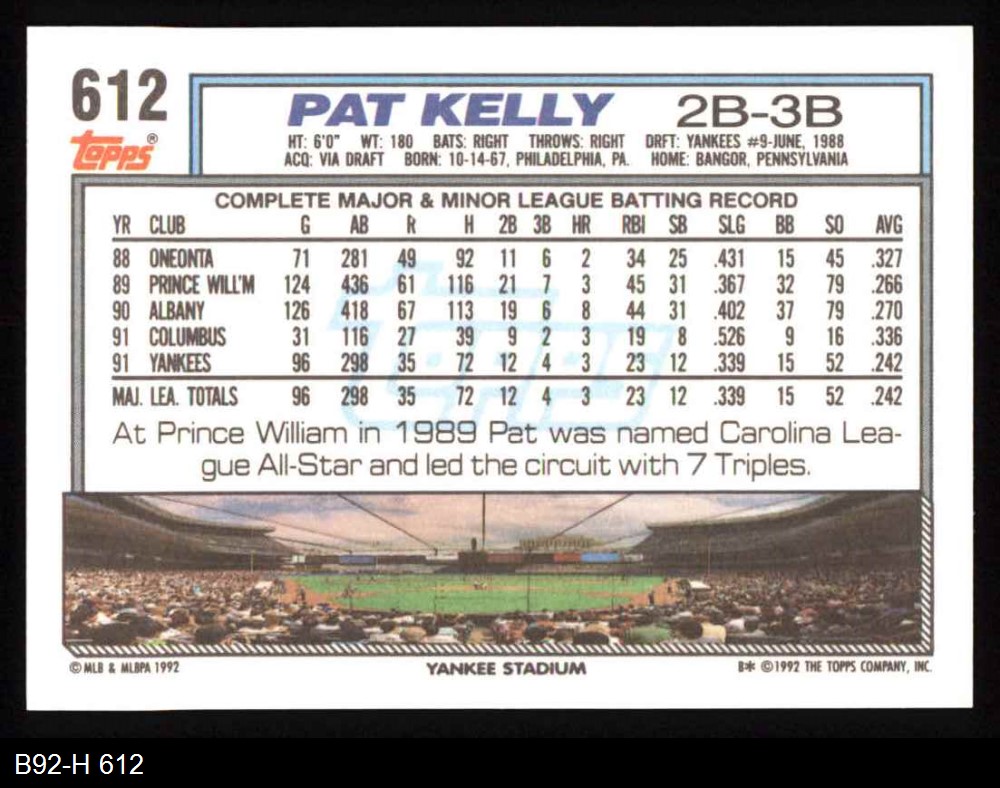 612
Topps®
PAT KELLY 2B-3B
HT: 6'0" WT: 180 BATS: RIGHT THROWS: RIGHT DRFT: YANKEES #9-JUNE, 1988
ACQ: VIA DRAFT BORN: 10-14-67, PHILADELPHIA, PA. HOME: BANGOR, PENNSYLVANIA
COMPLETE MAJOR & MINOR LEAGUE BATTING RECORD
YR CLUB G AB R H 2B 3B HR RBI SB SLG BB SO AVG
88 ONEONTA 71 281 49 92 11 6 2 34 25 .431 15 45 .327
89 PRINCE WILL'M 124 436 61 116 21 7 3 45 31 .367 32 79 .266
90 ALBANY 126 418 67 113 19 6 8 44 31 .402 37 79 .270
91 COLUMBUS 31 116 27 39 9 2 3 19 8 .526 9 16 .336
91 YANKEES 96 298 35 72 12 4 3 23 12 .339 15 52 .242
MAJ. LEA. TOTALS 96 298 35 72 12 4 3 23 12 .339 15 52 .242
Topps
At Prince William in 1989 Pat was named Carolina Lea-
gue All-Star and led the circuit with 7 Triples.
© MLB & MLBPA 1992 YANKEE STADIUM B* ©1992 THE TOPPS COMPANY, INC.
B92-H 612